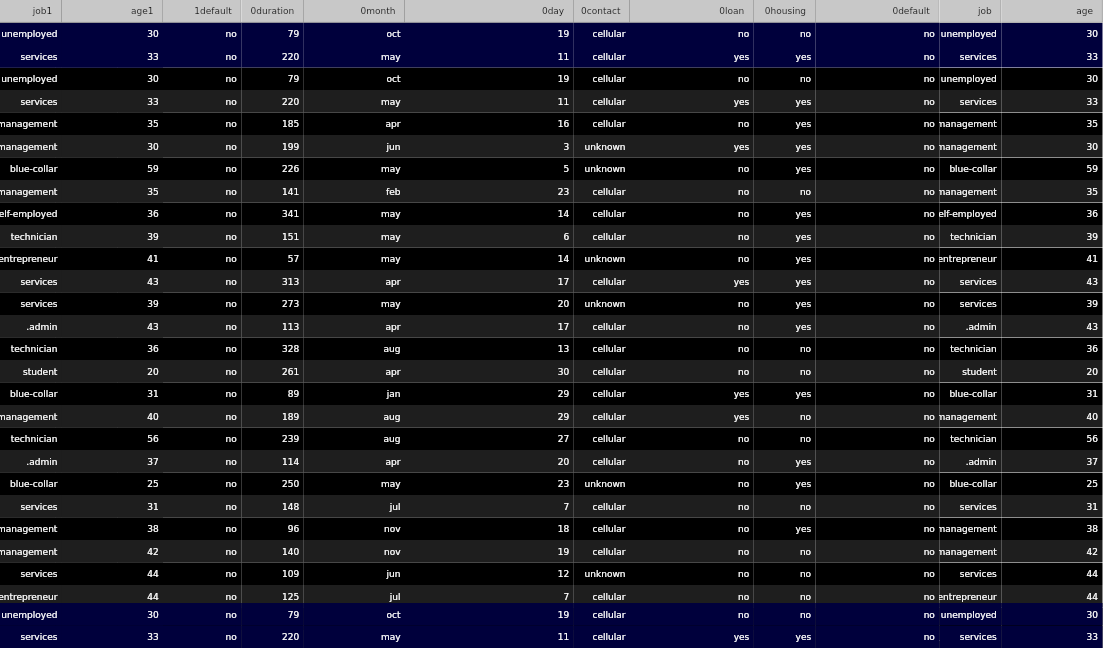 job1 age1 1default 0duration 0month 0day 0contact 0loan 0housing 0default job age
unemployed 30 no 79 oct 19 cellular no no no unemployed 30
services 33 no 220 may 11 cellular yes yes no services 33
unemployed 30 no 79 oct 19 cellular no no no unemployed 30
services 33 no 220 may 11 cellular yes yes no services 33
management 35 no 185 apr 16 cellular no yes no management 35
management 30 no 199 jun 3 unknown yes yes no management 30
blue-collar 59 no 226 may 5 unknown no yes no blue-collar 59
management 35 no 141 feb 23 cellular no no no management 35
elf-employed 36 no 341 may 14 cellular no yes no elf-employed 36
technician 39 no 151 may 6 cellular no yes no technician 39
entrepreneur 41 no 57 may 14 unknown no yes no entrepreneur 41
services 43 no 313 apr 17 cellular yes yes no services 43
services 39 no 273 may 20 unknown no yes no services 39
.admin 43 no 113 apr 17 cellular no yes no .admin 43
technician 36 no 328 aug 13 cellular no no no technician 36
student 20 no 261 apr 30 cellular no no no student 20
blue-collar 31 no 89 jan 29 cellular yes yes no blue-collar 31
management 40 no 189 aug 29 cellular yes no no management 40
technician 56 no 239 aug 27 cellular no no no technician 56
.admin 37 no 114 apr 20 cellular no yes no .admin 37
blue-collar 25 no 250 may 23 unknown no yes no blue-collar 25
services 31 no 148 jul 7 cellular no no no services 31
management 38 no 96 nov 18 cellular no yes no management 38
management 42 no 140 nov 19 cellular no no no management 42
services 44 no 109 jun 12 unknown no no no services 44
entrepreneur 44 no 125 jul 7 cellular no no no entrepreneur 44
unemployed 30 no 79 oct 19 cellular no no no unemployed 30
services 33 no 220 may 11 cellular yes yes no services 33